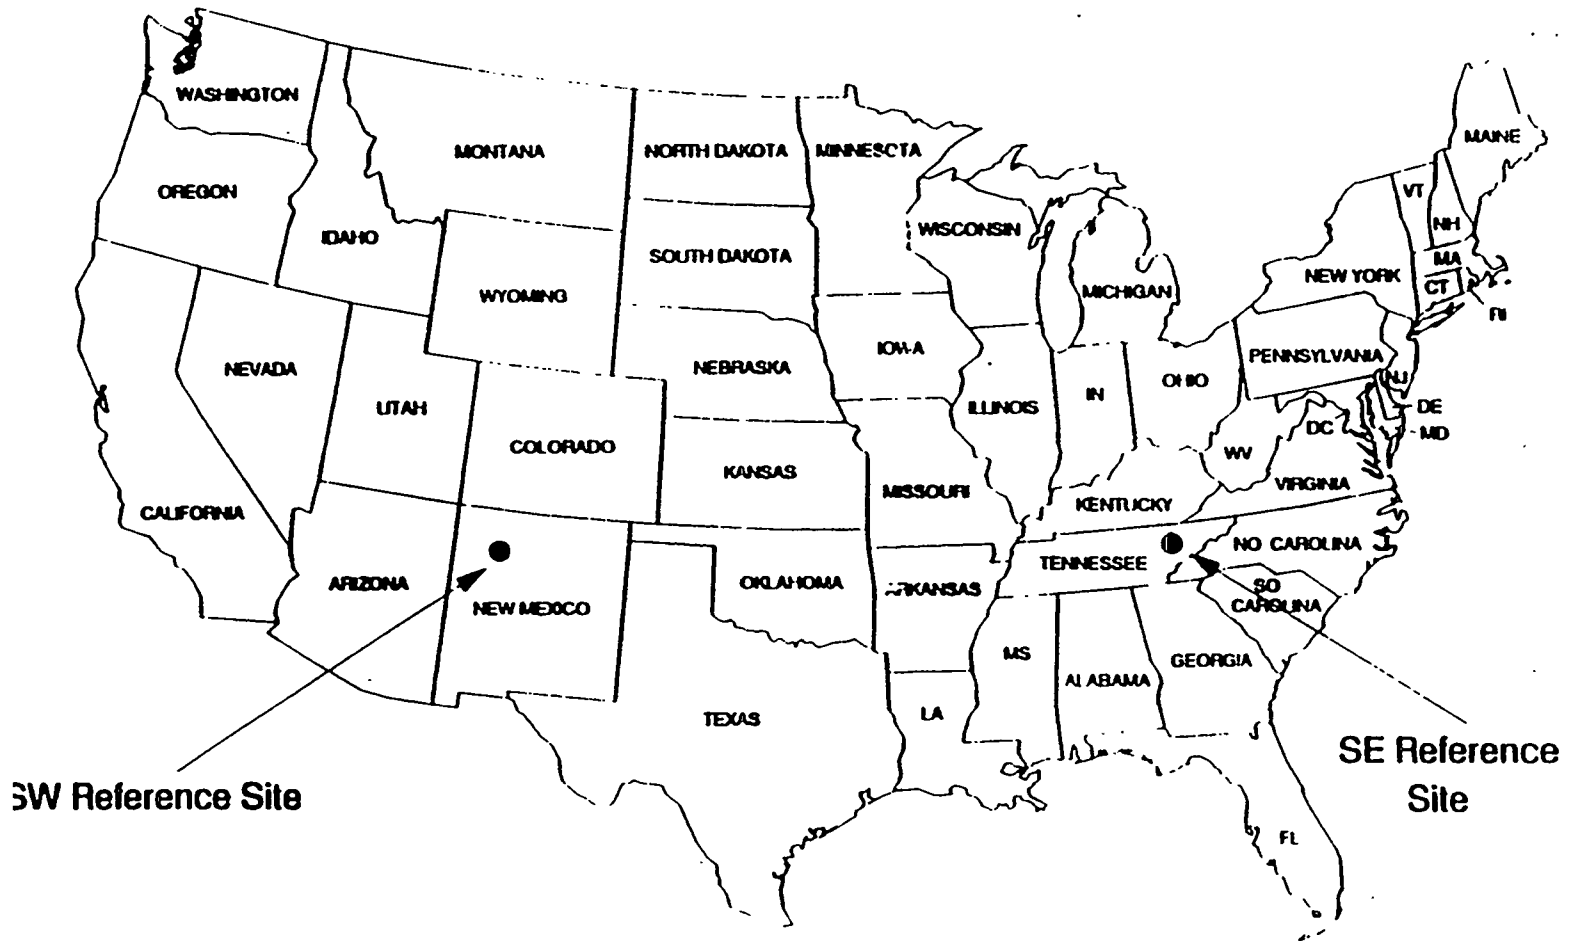 WASHINGTON
MAINE
MONTANA
NORTH DAKOTA
MINNESOTA
OREGON
VT
IDAHO
WISCONSIN
NH
SOUTH DAKOTA
MA
NEW YORK
WYOMING
MICHIGAN
CT
RI
IOWA
PENNSYLVANIA
NEVADA
NEBRASKA
OHIO
NJ
UTAH
ILLINOIS
IN
DE
DC
MD
COLORADO
KANSAS
WV
MISSOURI
VIRGINIA
CALIFORNIA
KENTUCKY
NO CAROLINA
TENNESSEE
ARIZONA
OKLAHOMA
ARKANSAS
SO
CAROLINA
NEW MEXICO
MS
GEORGIA
ALABAMA
LA
TEXAS
SE Reference
Site
SW Reference Site
FL